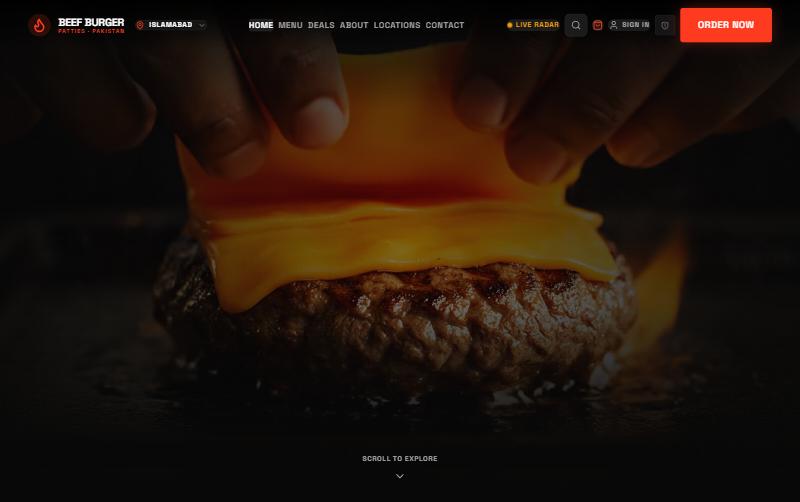 BEEF BURGER
PATTIES • PAKISTAN
ISLAMABAD
HOME MENU DEALS ABOUT LOCATIONS CONTACT
LIVE RADAR
SIGN IN
ORDER NOW
SCROLL TO EXPLORE